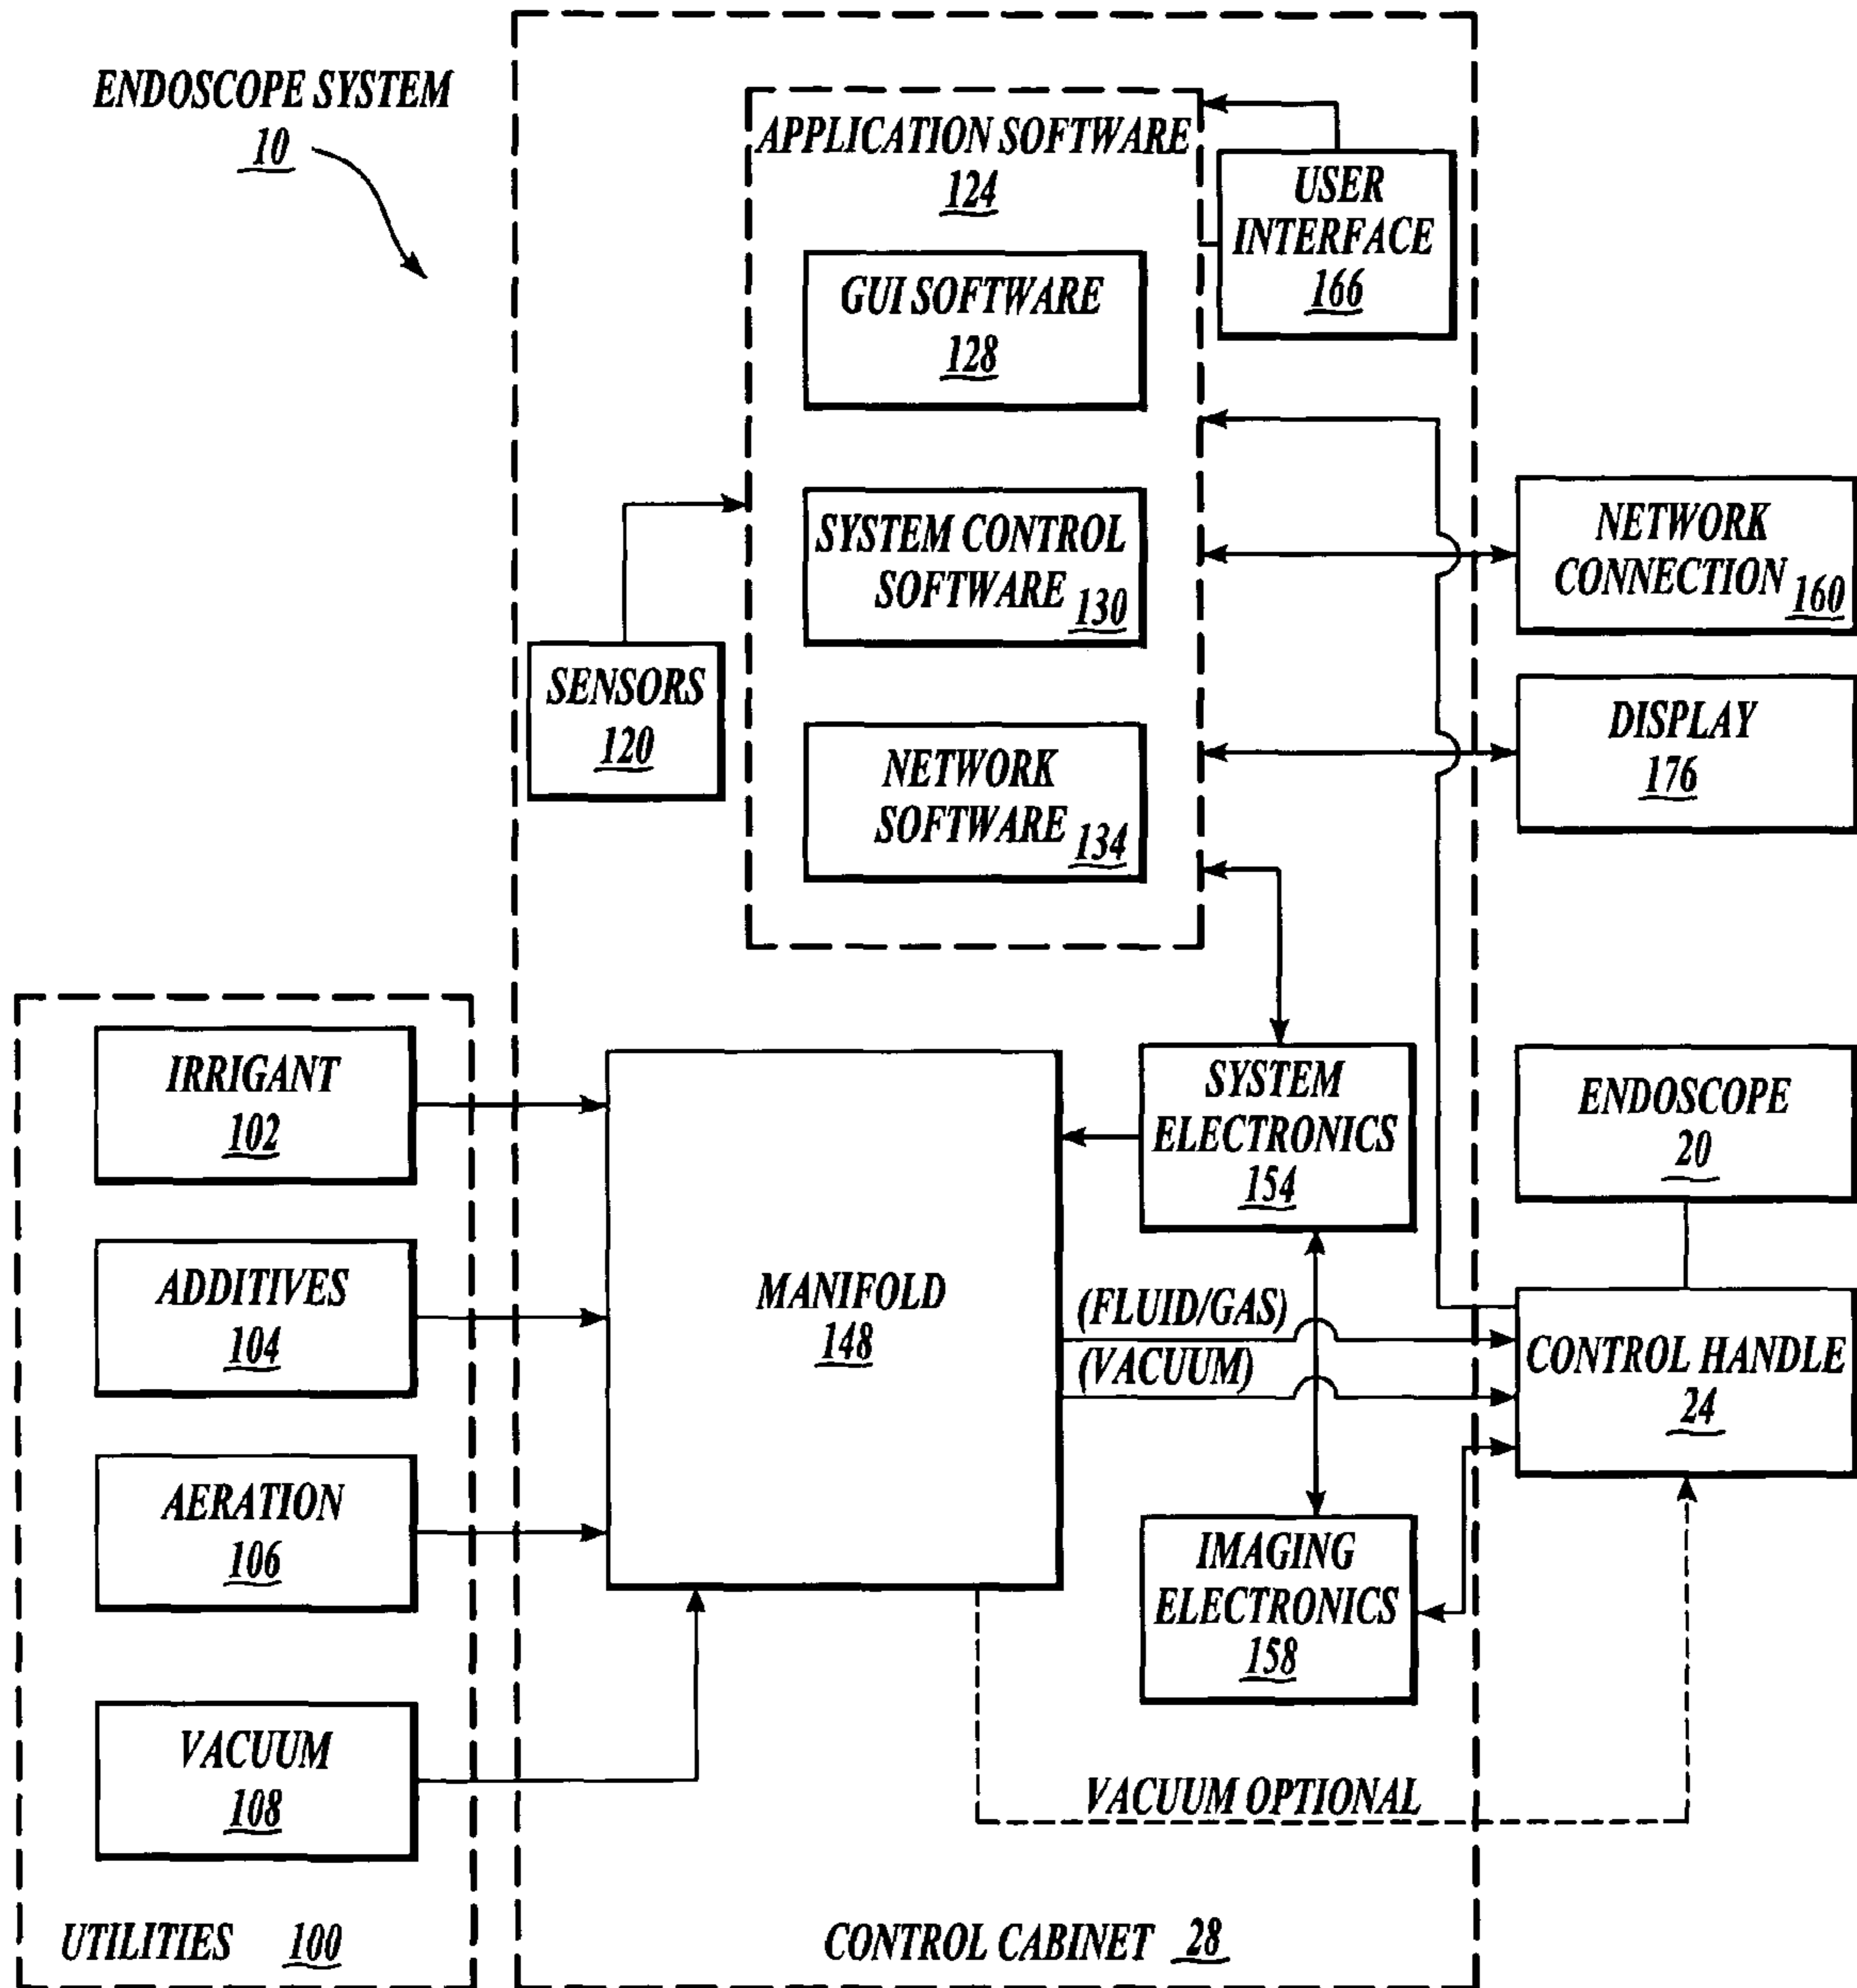 ENDOSCOPE SYSTEM
10
APPLICATION SOFTWARE
124
USER
INTERFACE
166
GUI SOFTWARE
128
SYSTEM CONTROL
SOFTWARE 130
NETWORK
CONNECTION 160
SENSORS
120
DISPLAY
176
NETWORK
SOFTWARE 134
IRRIGANT
102
ADDITIVES
104
AERATION
106
VACUUM
108
UTILITIES 100
MANIFOLD
148
SYSTEM
ELECTRONICS
154
ENDOSCOPE
20
(FLUID/GAS)
(VACUUM)
CONTROL HANDLE
24
IMAGING
ELECTRONICS
158
VACUUM OPTIONAL
CONTROL CABINET 28